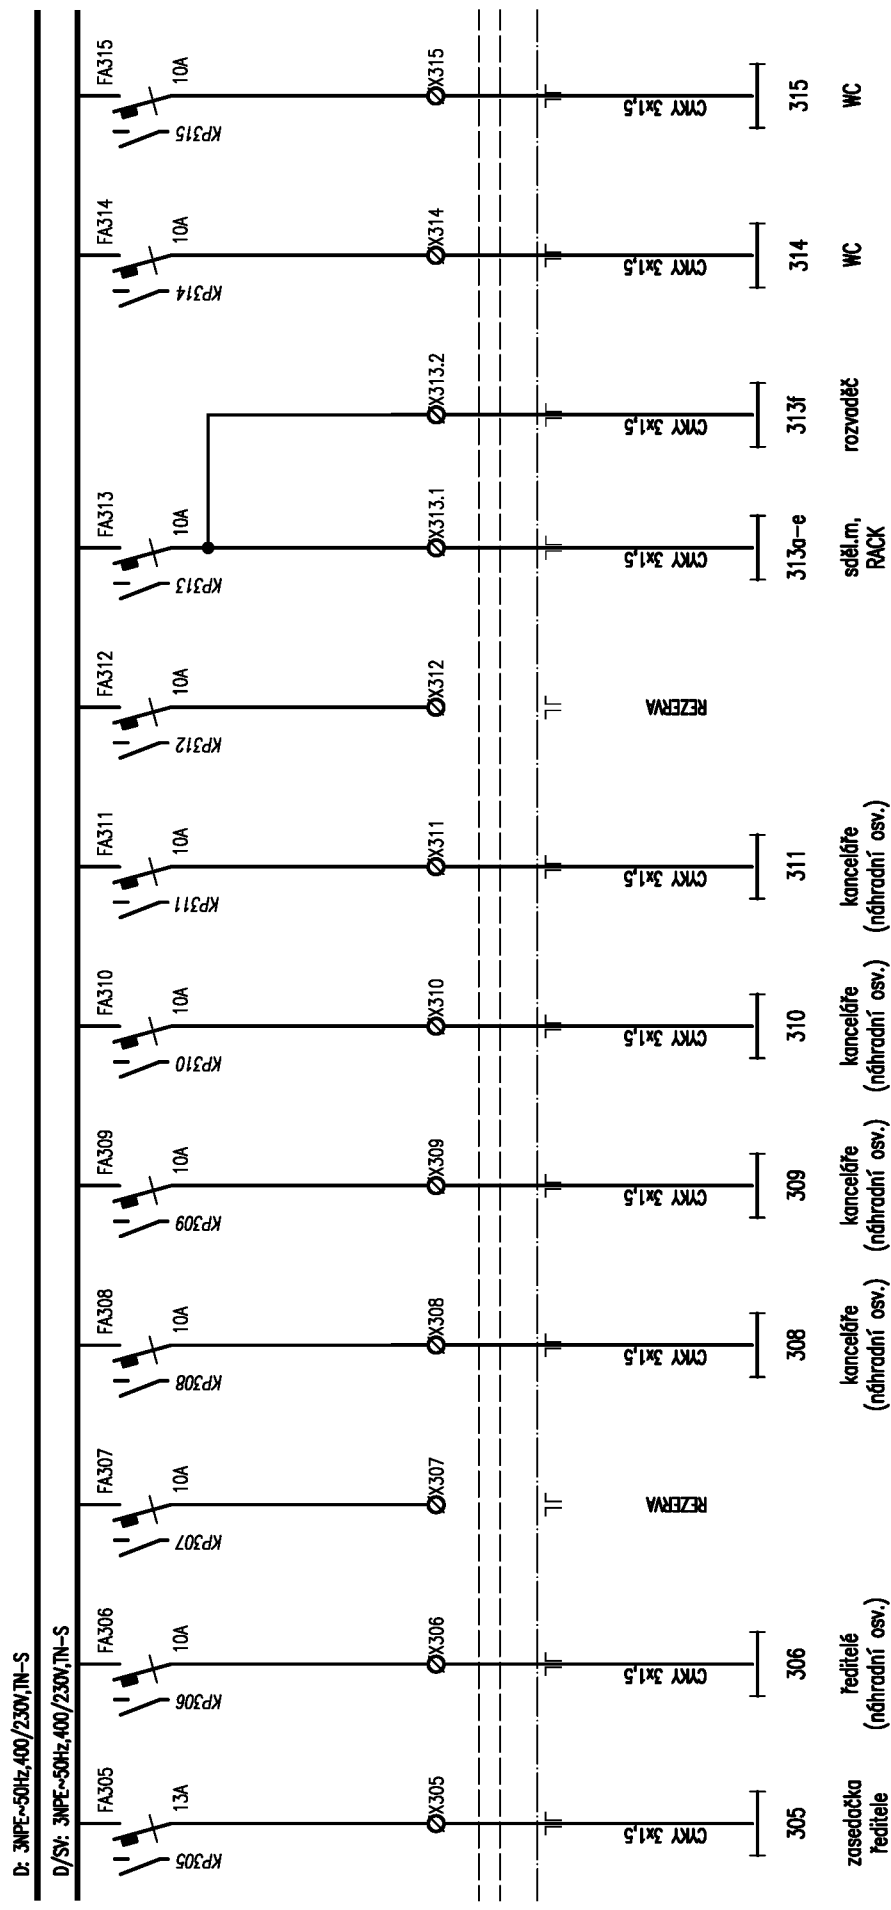 D: 3NPE~50Hz,400/230V,TN-S
D/SV: 3NPE~50Hz,400/230V,TN-S
FA305
13A
KP305
X305
CYKY 3x1,5
305
zasedačka
ředitele
FA306
10A
KP306
X306
CYKY 3x1,5
306
ředitelé
(náhradní osv.)
FA307
10A
KP307
X307
REZERVA
FA308
10A
KP308
X308
CYKY 3x1,5
308
kanceláře
(náhradní osv.)
FA309
10A
KP309
X309
CYKY 3x1,5
309
kanceláře
(náhradní osv.)
FA310
10A
KP310
X310
CYKY 3x1,5
310
kanceláře
(náhradní osv.)
FA311
10A
KP311
X311
CYKY 3x1,5
311
kanceláře
(náhradní osv.)
FA312
10A
KP312
X312
REZERVA
FA313
10A
KP313
X313.1
CYKY 3x1,5
313a-e
sděl.m,
RACK
X313.2
CYKY 3x1,5
313f
rozvaděč
FA314
10A
KP314
X314
CYKY 3x1,5
314
WC
FA315
10A
KP315
X315
CYKY 3x1,5
315
WC